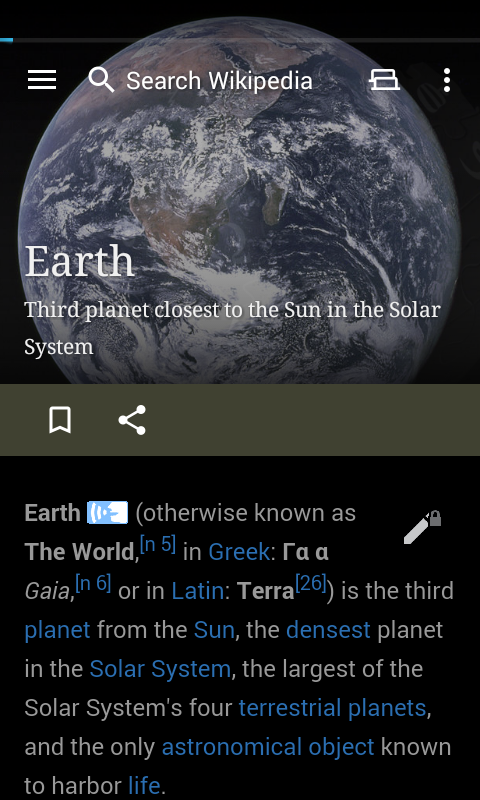 Search Wikipedia
Earth
Third planet closest to the Sun in the Solar
System
Earth (otherwise known as
The World,[n 5] in Greek: Γα α
Gaia,[n 6] or in Latin: Terra[26]) is the third
planet from the Sun, the densest planet
in the Solar System, the largest of the
Solar System's four terrestrial planets,
and the only astronomical object known
to harbor life.